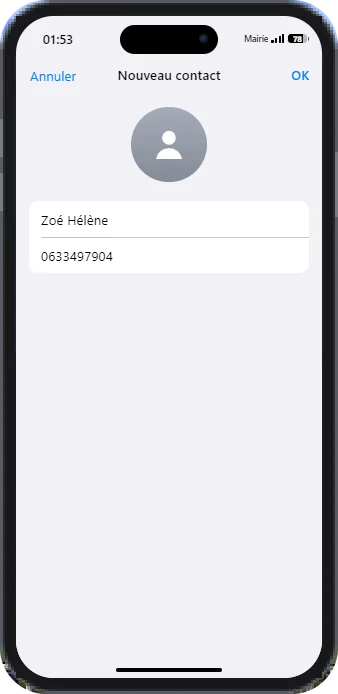 01:53
Mairie
78
Annuler
Nouveau contact
OK
Zoé Hélène
0633497904